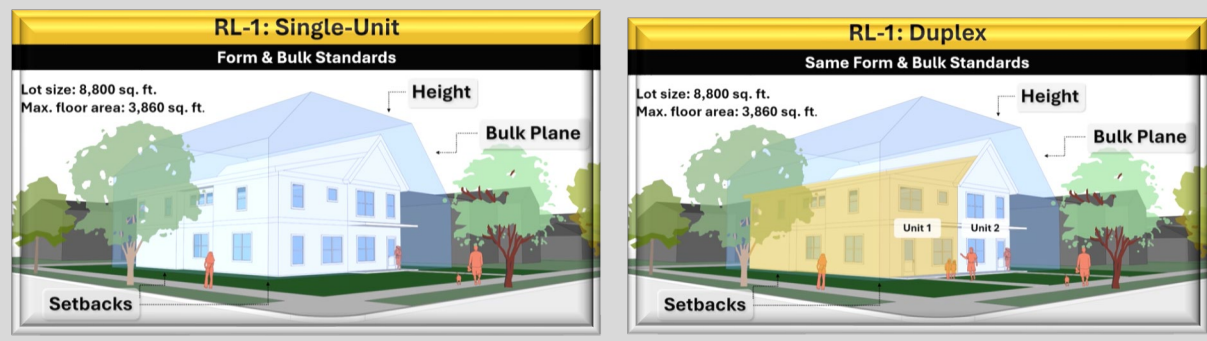 RL-1: Single-Unit
Form & Bulk Standards
Lot size: 8,800 sq. ft.
Max. floor area: 3,860 sq. ft.
Height
Bulk Plane
Setbacks
RL-1: Duplex
Same Form & Bulk Standards
Lot size: 8,800 sq. ft.
Max. floor area: 3,860 sq. ft.
Height
Bulk Plane
Unit 1
Unit 2
Setbacks